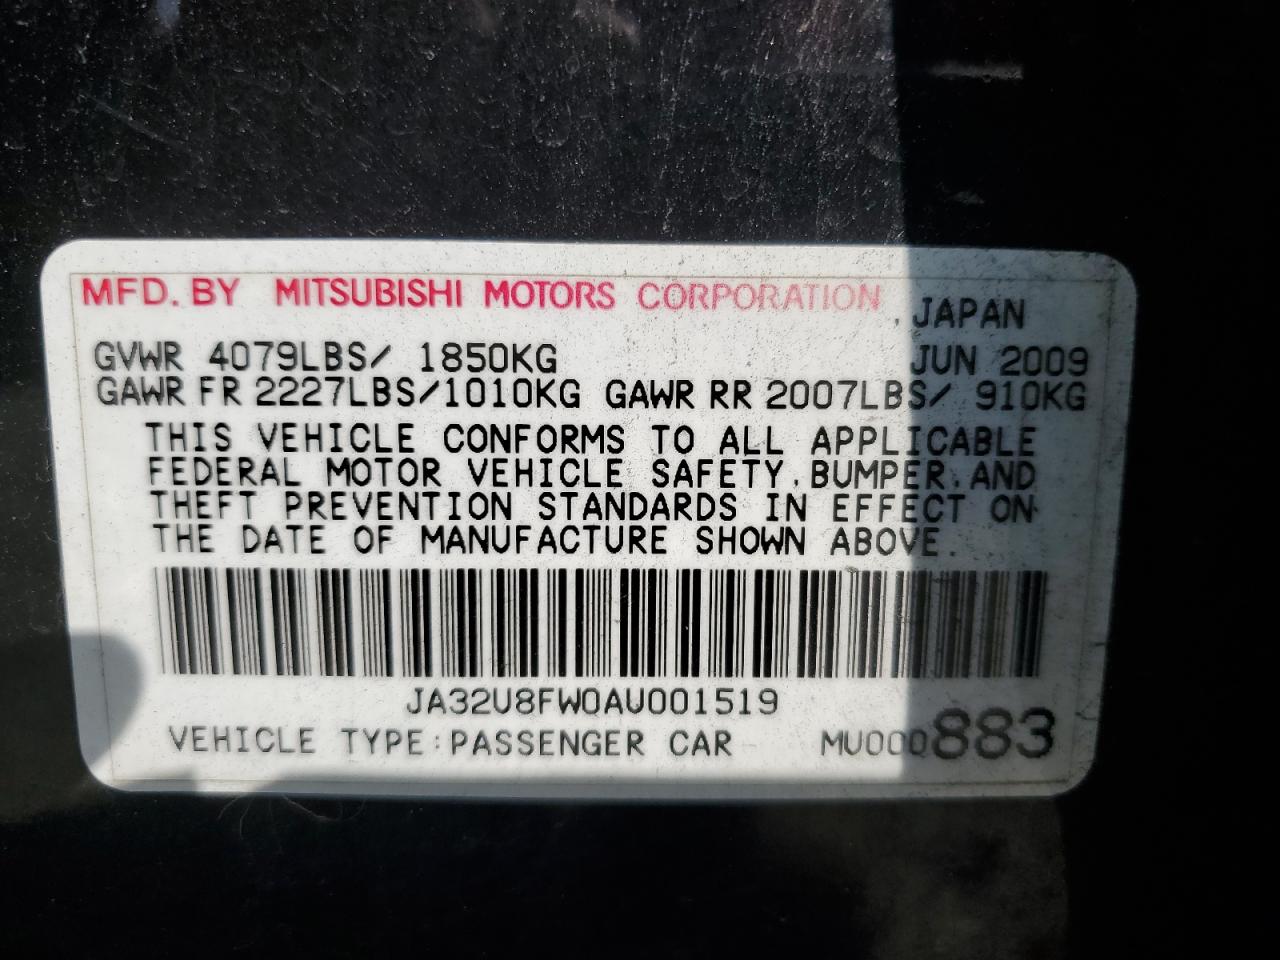 MFD. BY MITSUBISHI MOTORS CORPORATION, JAPAN
GVWR 4079LBS/ 1850KG JUN 2009
GAWR FR 2227LBS/1010KG GAWR RR 2007LBS/ 910KG
THIS VEHICLE CONFORMS TO ALL APPLICABLE
FEDERAL MOTOR VEHICLE SAFETY, BUMPER, AND
THEFT PREVENTION STANDARDS IN EFFECT ON
THE DATE OF MANUFACTURE SHOWN ABOVE.
JA32U8FW0AU001519
VEHICLE TYPE:PASSENGER CAR MU000883